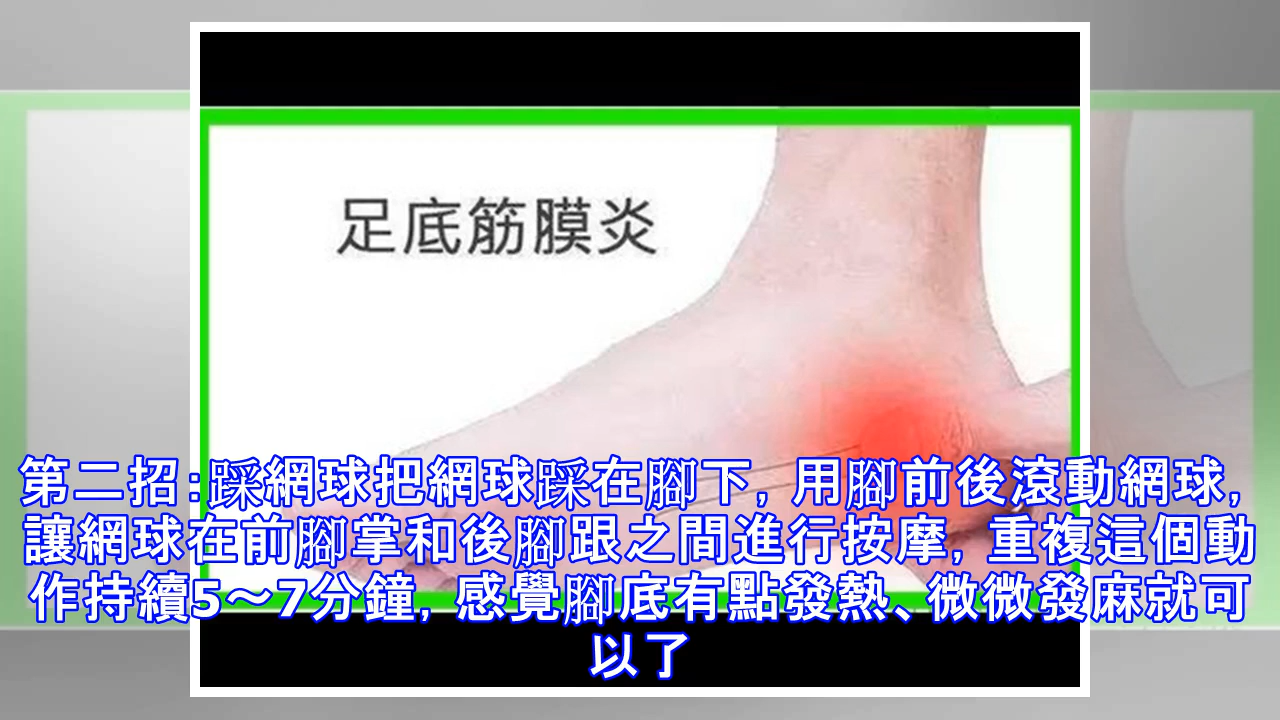 足底筋膜炎
第二招:踩網球把網球踩在腳下, 用腳前後滾動網球,
讓網球在前腳掌和後腳跟之間進行按摩, 重複這個動
作持續5～7分鐘, 感覺腳底有點發熱、微微發麻就可
以了